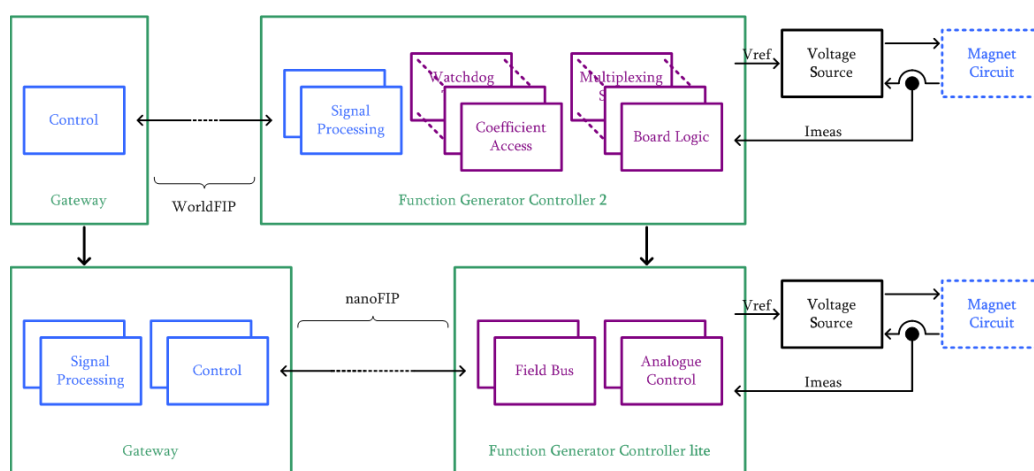 Control
Gateway
WorldFIP
Signal
Processing
Watchdog
Coefficient
Access
Multiplexing
Board Logic
Function Generator Controller 2
Vref
Voltage
Source
Magnet
Circuit
Imeas
Signal
Processing
Control
Gateway
nanoFIP
Field Bus
Analogue
Control
Function Generator Controller lite
Vref
Voltage
Source
Magnet
Circuit
Imeas